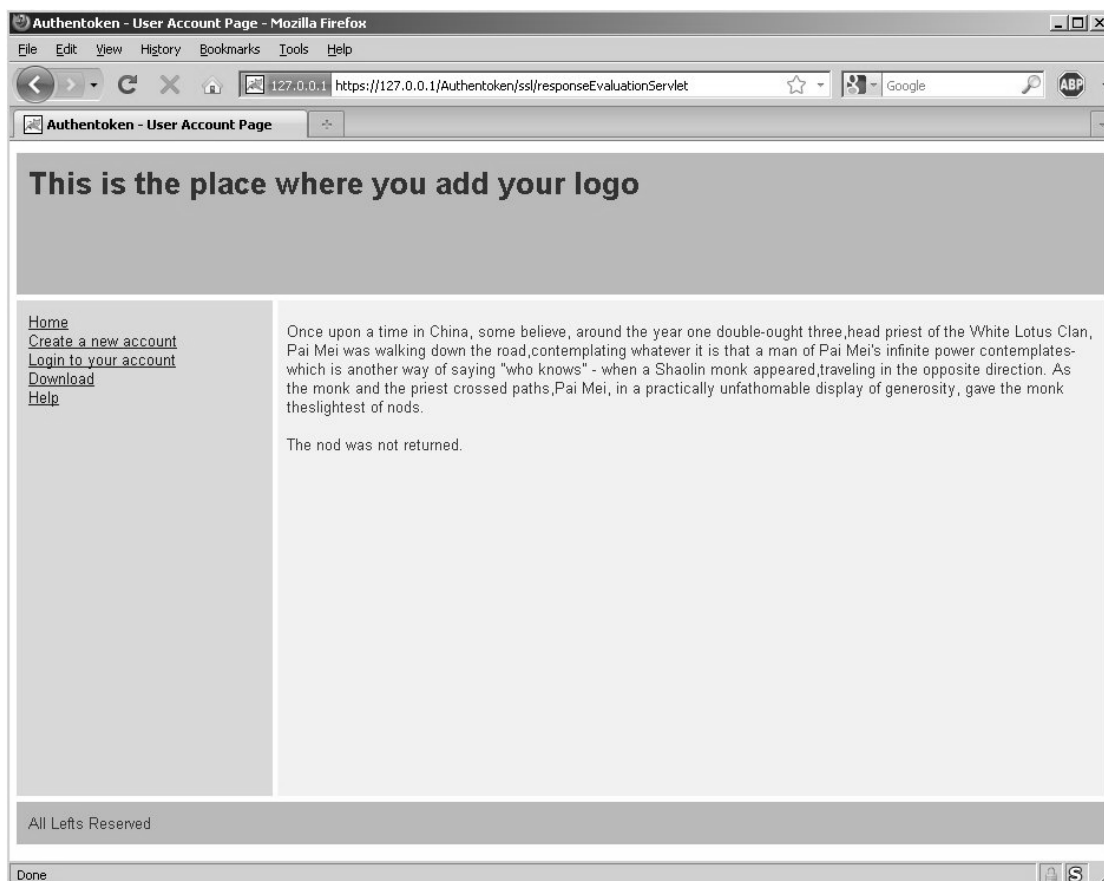 Authentoken - User Account Page - Mozilla Firefox
File Edit View History Bookmarks Tools Help
127.0.0.1 https://127.0.0.1/Authentoken/ssl/responseEvaluationServlet Google ABP
Authentoken - User Account Page
This is the place where you add your logo
Home
Create a new account
Login to your account
Download
Help
Once upon a time in China, some believe, around the year one double-ought three,head priest of the White Lotus Clan,
Pai Mei was walking down the road,contemplating whatever it is that a man of Pai Mei's infinite power contemplates-
which is another way of saying "who knows" - when a Shaolin monk appeared,traveling in the opposite direction. As
the monk and the priest crossed paths,Pai Mei, in a practically unfathomable display of generosity, gave the monk
theslightest of nods.
The nod was not returned.
All Lefts Reserved
Done S